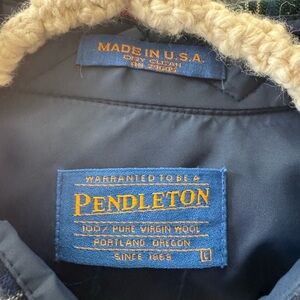 MADE IN U.S.A.
DRY CLEAN
WARRANTED TO BE A
PENDLETON
100% PURE VIRGIN WOOL
PORTLAND, OREGON
SINCE 1863
L